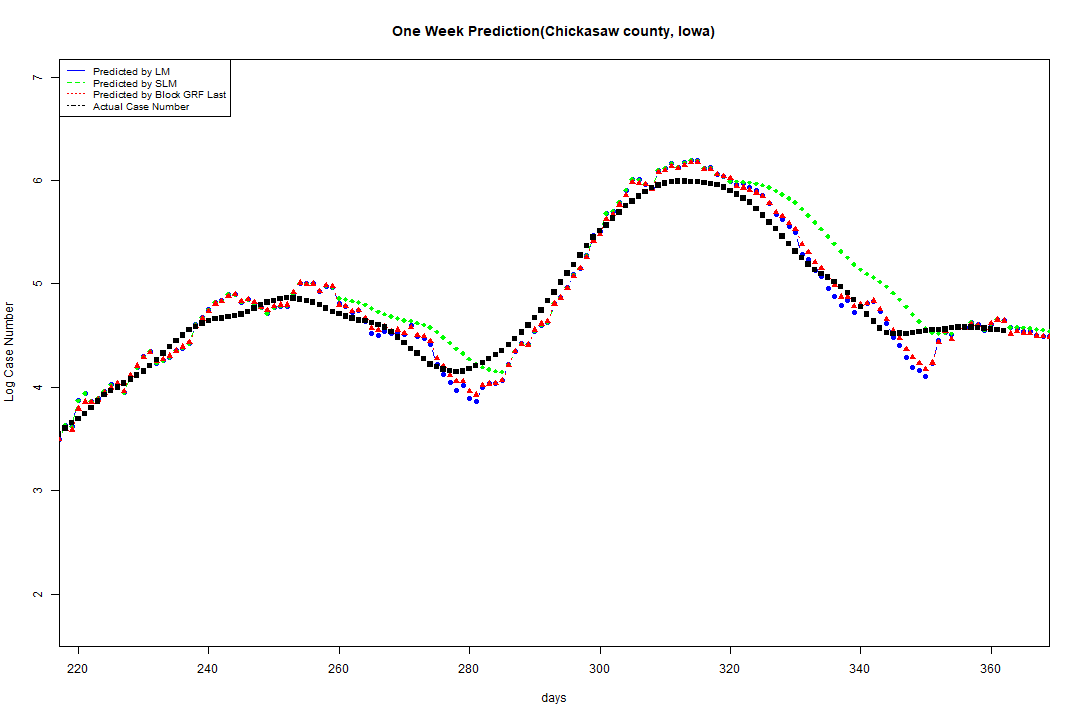 One Week Prediction(Chickasaw county, Iowa)
Predicted by LM
Predicted by SLM
Predicted by Block GRF Last
Actual Case Number
7
6
5
4
3
2
Log Case Number
220 240 260 280 300 320 340 360
days